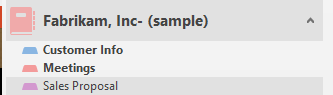 Fabrikam, Inc- (sample)
Customer Info
Meetings
Sales Proposal